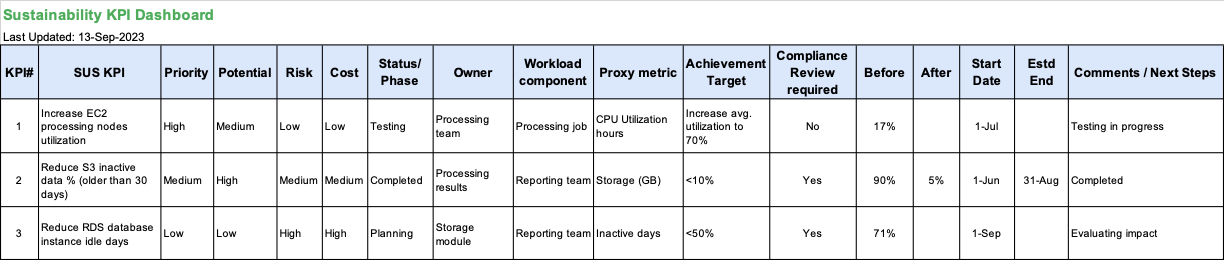 Sustainability KPI Dashboard
Last Updated: 13-Sep-2023
KPI# SUS KPI Priority Potential Risk Cost Status/ Phase Owner Workload component Proxy metric Achievement Target Compliance Review required Before After Start Date Estd End Comments / Next Steps
1 Increase EC2 processing nodes utilization High Medium Low Low Testing Processing team Processing job CPU Utilization hours Increase avg. utilization to 70% No 17% 1-Jul Testing in progress
2 Reduce S3 inactive data % (older than 30 days) Medium High Medium Medium Completed Processing results Reporting team Storage (GB) <10% Yes 90% 5% 1-Jun 31-Aug Completed
3 Reduce RDS database instance idle days Low Low High High Planning Storage module Reporting team Inactive days <50% Yes 71% 1-Sep Evaluating impact